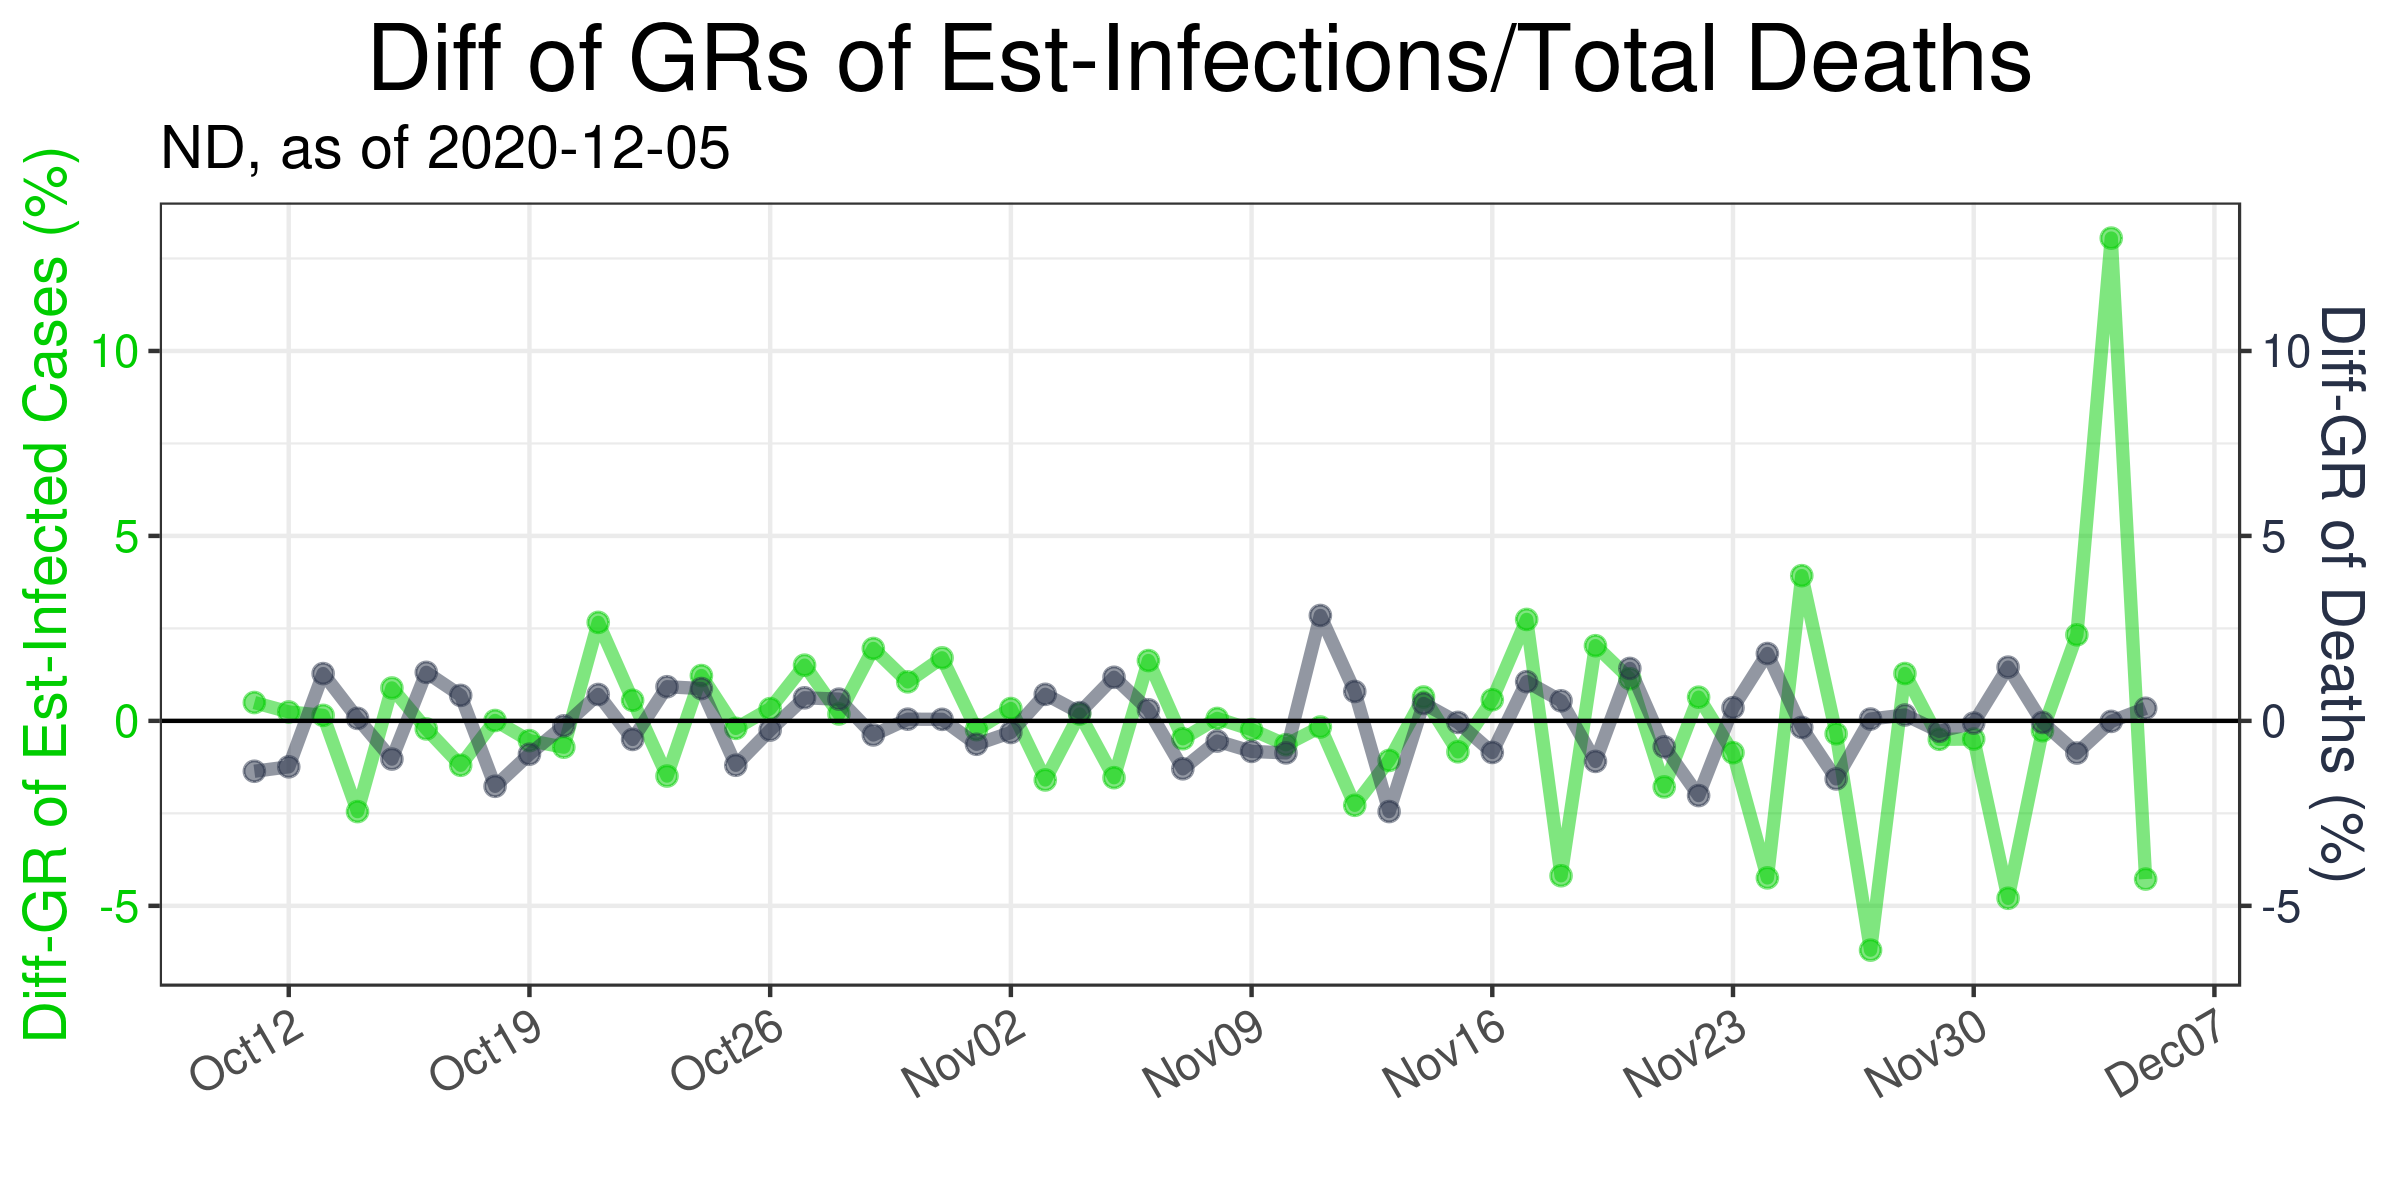 Diff of GRs of Est-Infections/Total Deaths
ND, as of 2020-12-05
Diff-GR of Est-Infected Cases (%)
10
5
0
-5
10
5
0
-5
Diff-GR of Deaths (%)
Oct12
Oct19
Oct26
Nov02
Nov09
Nov16
Nov23
Nov30
Dec07